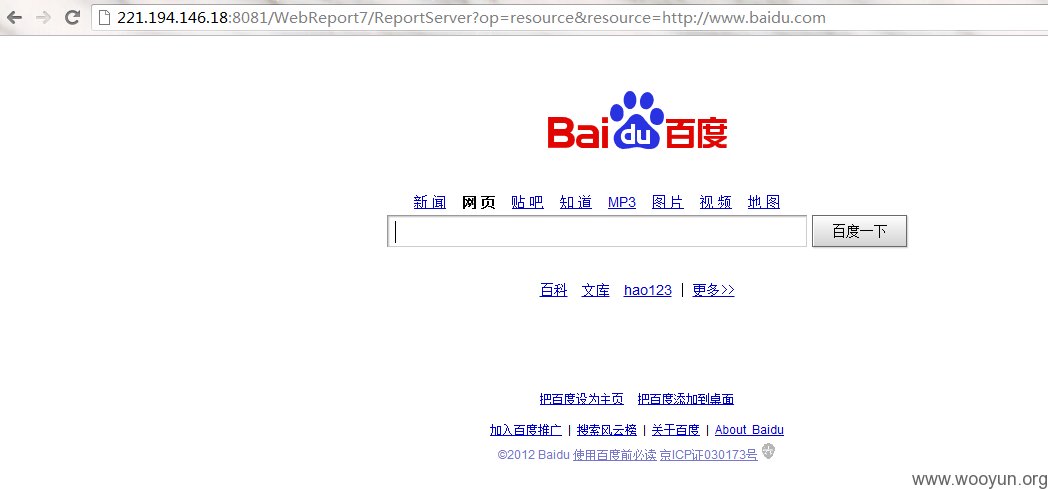 221.194.146.18:8081/WebReport7/ReportServer?op=resource&resource=http://www.baidu.com
Bai du 百度
新闻 网页 贴吧 知道 MP3 图片 视频 地图
百度一下
百科 文库 hao123 | 更多>>
把百度设为主页 把百度添加到桌面
加入百度推广 | 搜索风云榜 | 关于百度 | About Baidu
©2012 Baidu 使用百度前必读 京ICP证030173号
www.wooyun.org